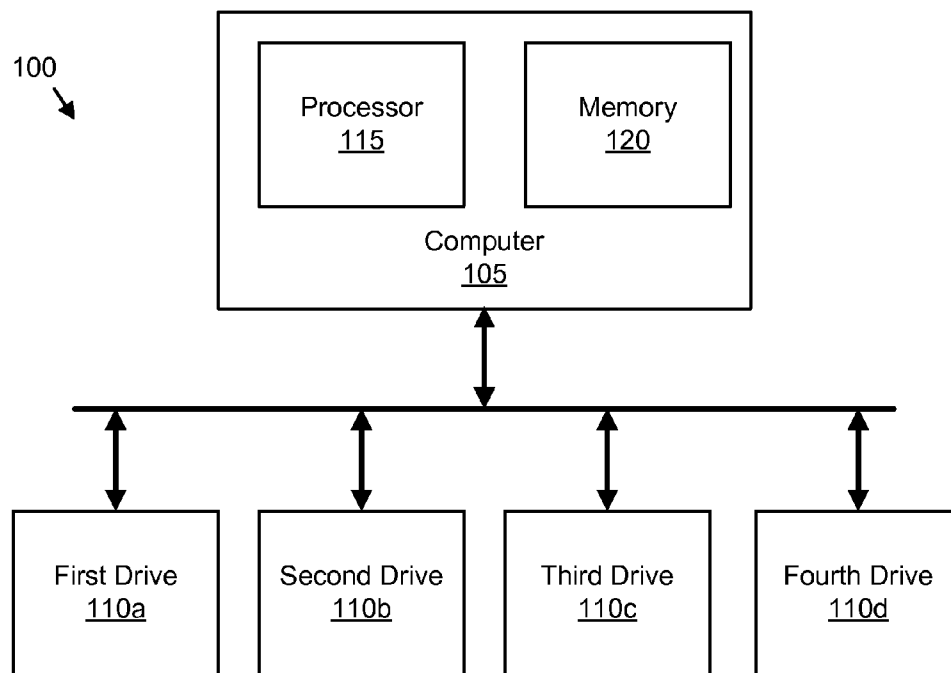 100
Processor
115
Memory
120
Computer
105
First Drive
110a
Second Drive
110b
Third Drive
110c
Fourth Drive
110d